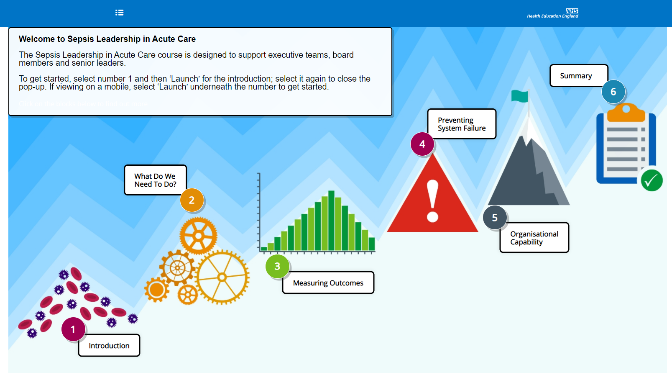 NHS
Health Education England
Welcome to Sepsis Leadership in Acute Care
The Sepsis Leadership in Acute Care course is designed to support executive teams, board
members and senior leaders.
To get started, select number 1 and then 'Launch' for the introduction; select it again to close the
pop-up. If viewing on a mobile, select 'Launch' underneath the number to get started.
Summary
6
Preventing
System Failure
4
What Do We
Need To Do?
2
5
Organisational
Capability
3
Measuring Outcomes
1
Introduction